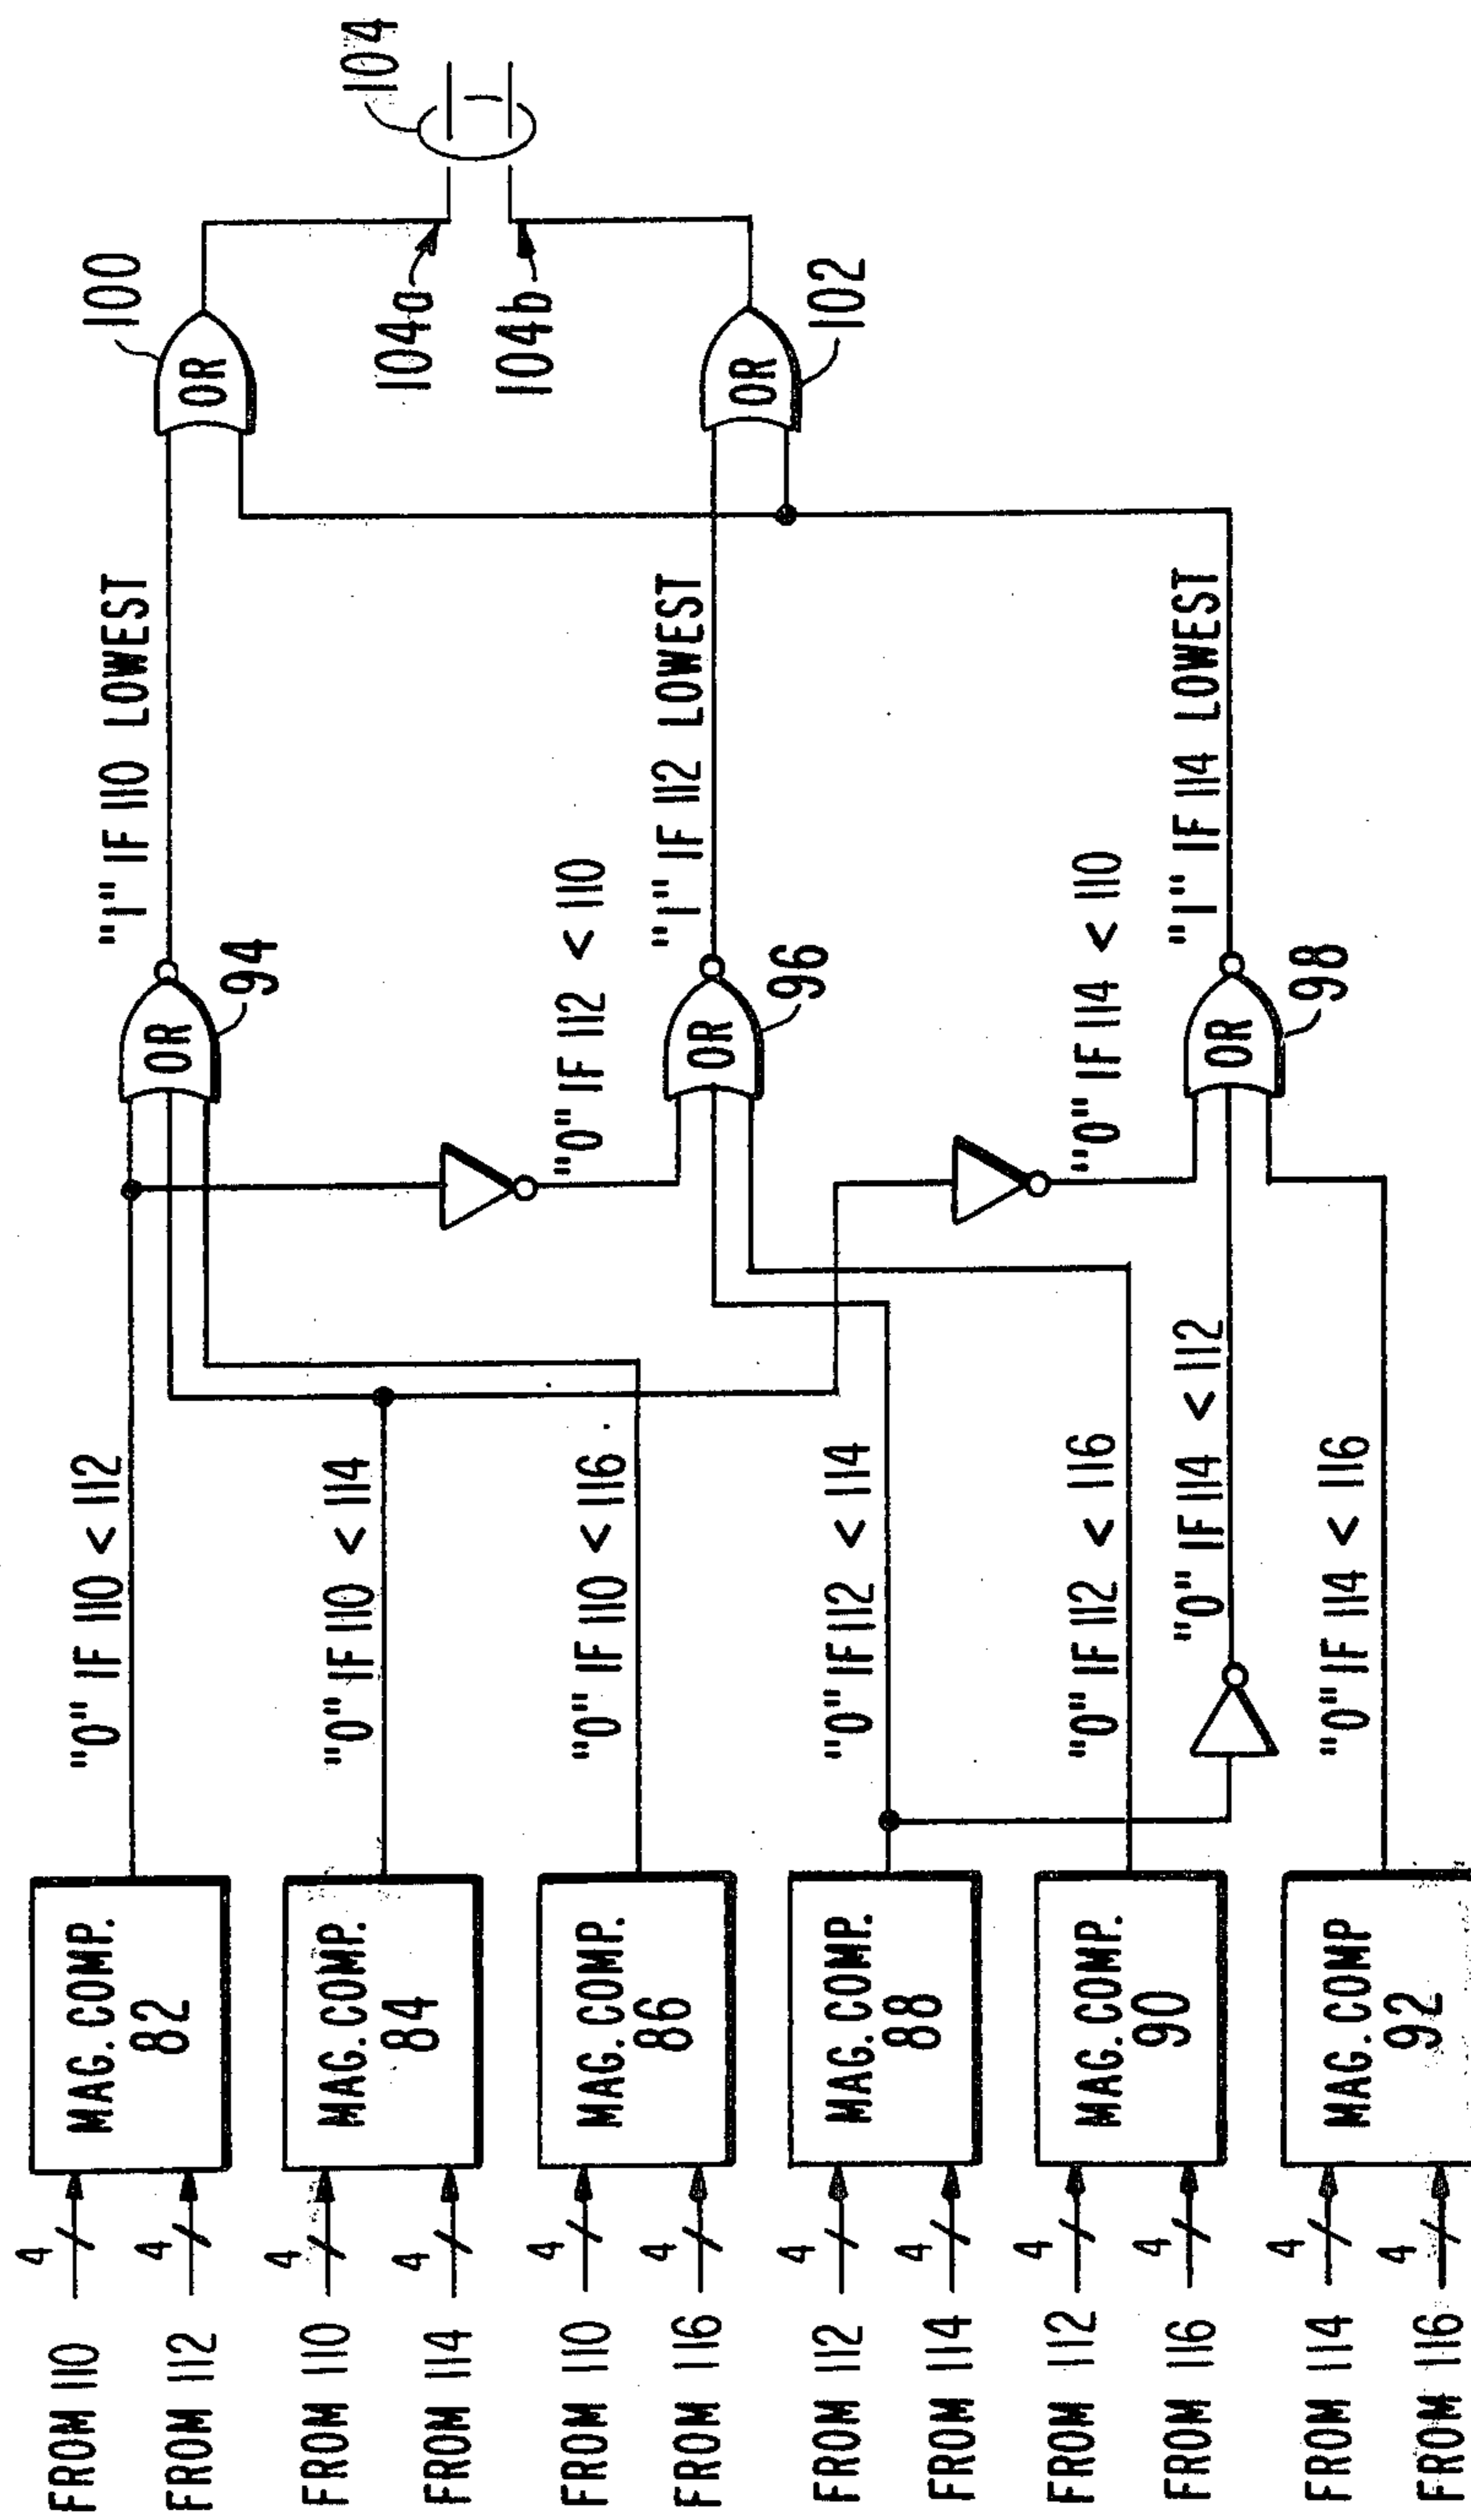 FROM 110
4
FROM 112
4
MAG. COMP.
82
"0" IF 110 < 112
FROM 110
4
FROM 114
4
MAG. COMP.
84
"0" IF 110 < 114
FROM 110
4
FROM 116
4
MAG. COMP.
86
"0" IF 110 < 116
FROM 112
4
FROM 114
4
MAG. COMP.
88
"0" IF 112 < 114
FROM 112
4
FROM 116
4
MAG. COMP.
90
"0" IF 112 < 116
"0" IF 114 < 112
FROM 114
4
FROM 116
4
MAG. COMP
92
"0" IF 114 < 116
OR
94
"1" IF 110 LOWEST
"0" IF 112 < 110
OR
96
"1" IF 112 LOWEST
"0" IF 114 < 110
OR
98
"1" IF 114 LOWEST
OR
100
OR
102
104a
104b
104